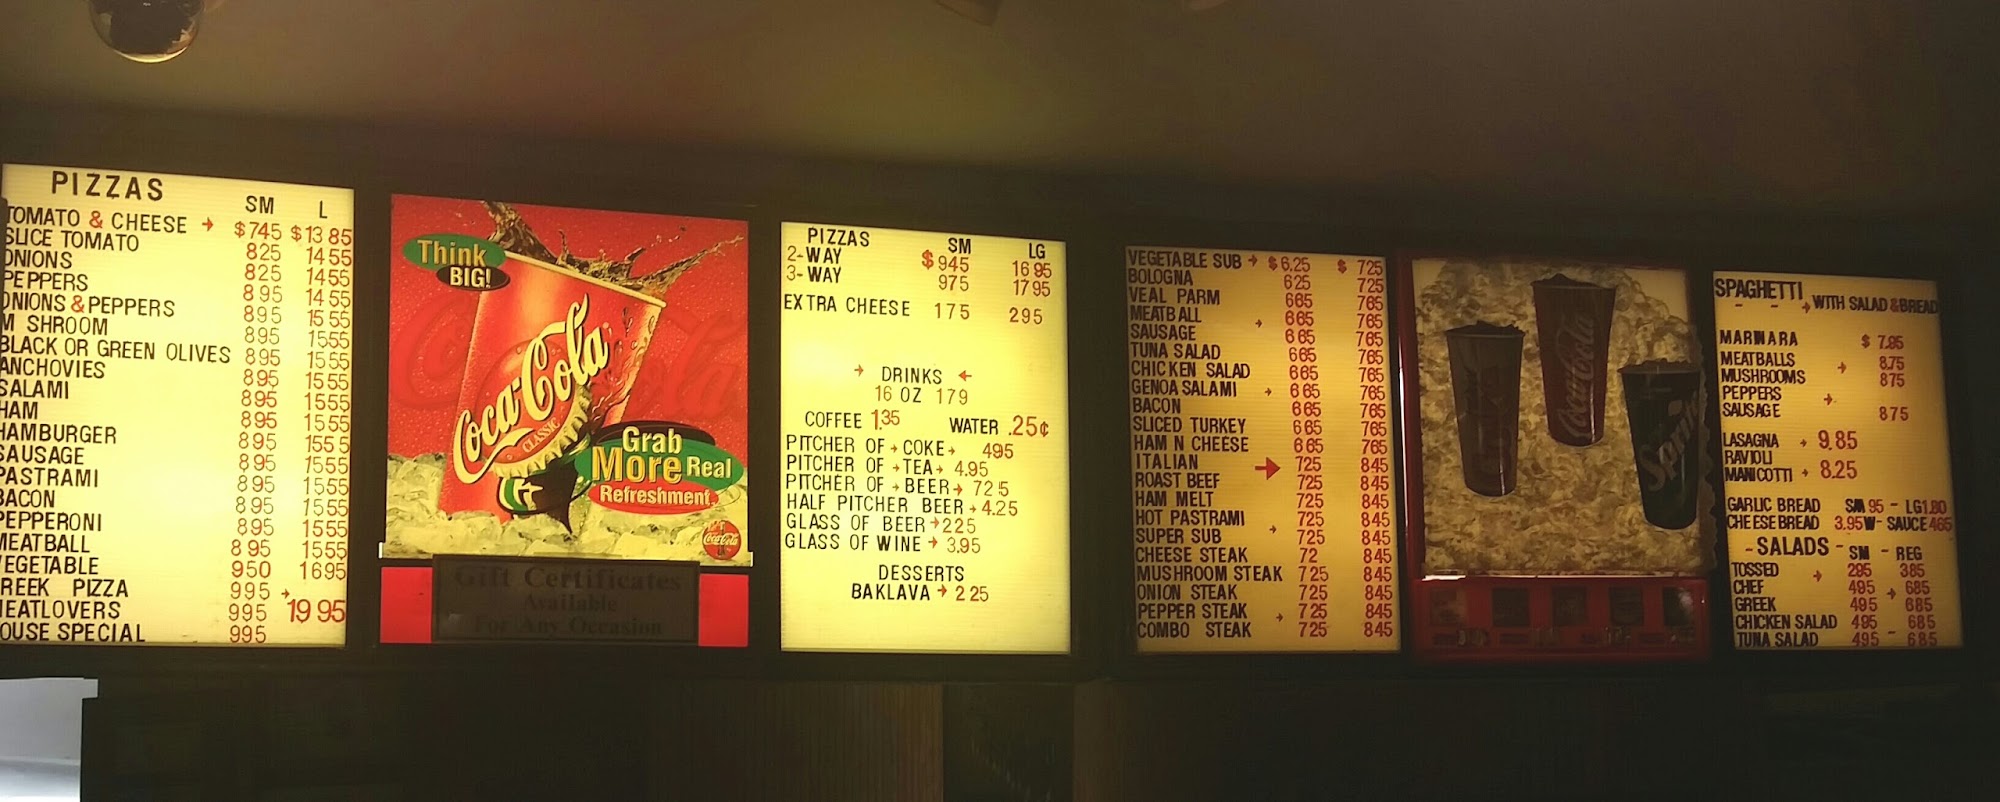 PIZZAS SM L
TOMATO & CHEESE → $745 $13 85
SLICE TOMATO 825 1455
ONIONS 825 1455
PEPPERS 895 1455
ONIONS & PEPPERS 895 1555
M SHROOM 895 1555
BLACK OR GREEN OLIVES 895 1555
ANCHOVIES 895 1555
SALAMI 895 1555
HAM 895 1555
HAMBURGER 895 1555
SAUSAGE 895 1555
PASTRAMI 895 1555
BACON 895 1555
PEPPERONI 895 1555
MEATBALL 895 1555
VEGETABLE 950 1695
REEK PIZZA 995 →
MEATLOVERS 995 1995
OUSE SPECIAL 995
Think
BIG!
Coca-Cola
CLASSIC
Grab
More Real
Refreshment.
Coca-Cola
Gift Certificates
Available
For Any Occasion
PIZZAS SM LG
2-WAY $945 1695
3-WAY 975 1795
EXTRA CHEESE 175 295
→ DRINKS ←
16 OZ 179
COFFEE 1.35 WATER .25¢
PITCHER OF → COKE → 495
PITCHER OF → TEA → 4.95
PITCHER OF → BEER → 725
HALF PITCHER BEER → 4.25
GLASS OF BEER → 225
GLASS OF WINE → 3.95
DESSERTS
BAKLAVA → 225
VEGETABLE SUB → $6.25 $725
BOLOGNA 625 725
VEAL PARM 665 765
MEATBALL → 665 765
SAUSAGE 665 765
TUNA SALAD 665 765
CHICKEN SALAD 665 765
GENOA SALAMI → 665 765
BACON 665 765
SLICED TURKEY 665 765
HAM N CHEESE 665 765
ITALIAN → 725 845
ROAST BEEF 725 845
HAM MELT 725 845
HOT PASTRAMI → 725 845
SUPER SUB 725 845
CHEESE STEAK 72 845
MUSHROOM STEAK 725 845
ONION STEAK 725 845
PEPPER STEAK → 725 845
COMBO STEAK 725 845
Coca-Cola
Sprite
SPAGHETTI
- - → WITH SALAD & BREAD
MARINARA $7.95
MEATBALLS → 875
MUSHROOMS 875
PEPPERS →
SAUSAGE 875
LASAGNA → 9.85
RAVIOLI
MANICOTTI → 8.25
GARLIC BREAD SM 95 - LG 1.80
CHEESE BREAD 3.95 W- SAUCE 465
- SALADS - SM - REG
TOSSED → 295 385
CHEF 495 → 685
GREEK 495 685
CHICKEN SALAD 495 685
TUNA SALAD 495 - 685